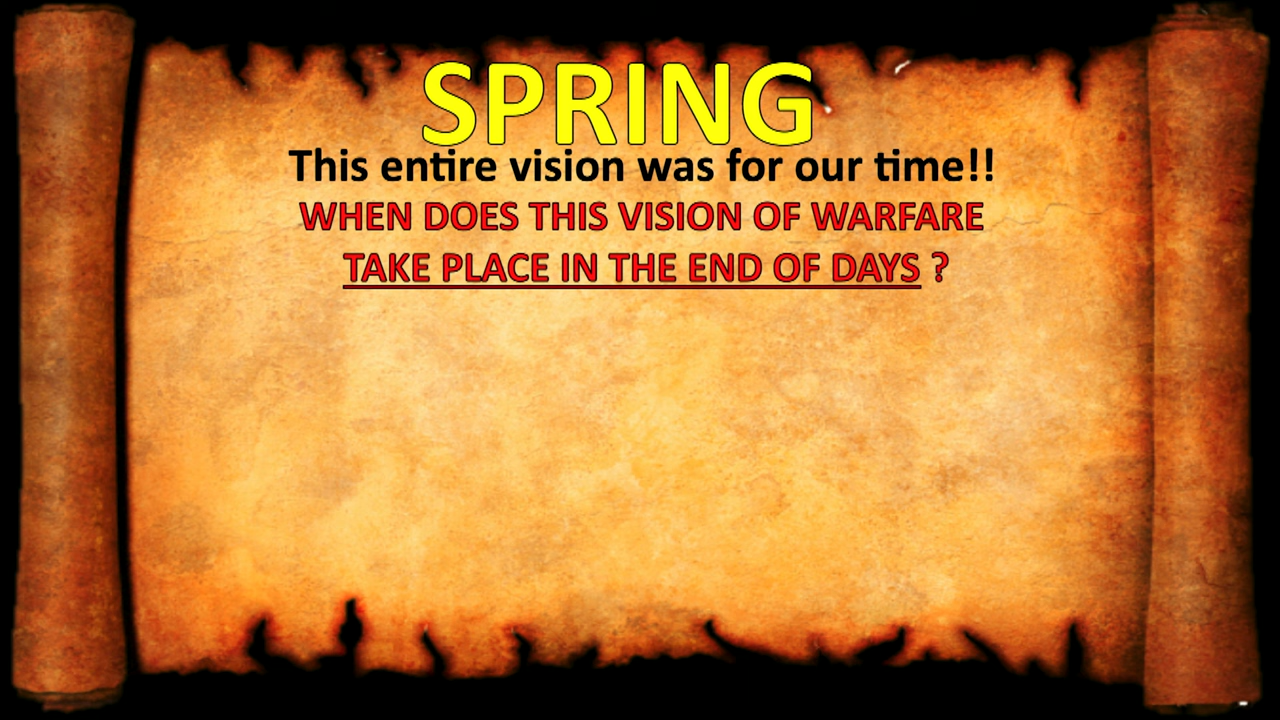 SPRING
This entire vision was for our time!!
WHEN DOES THIS VISION OF WARFARE
TAKE PLACE IN THE END OF DAYS ?